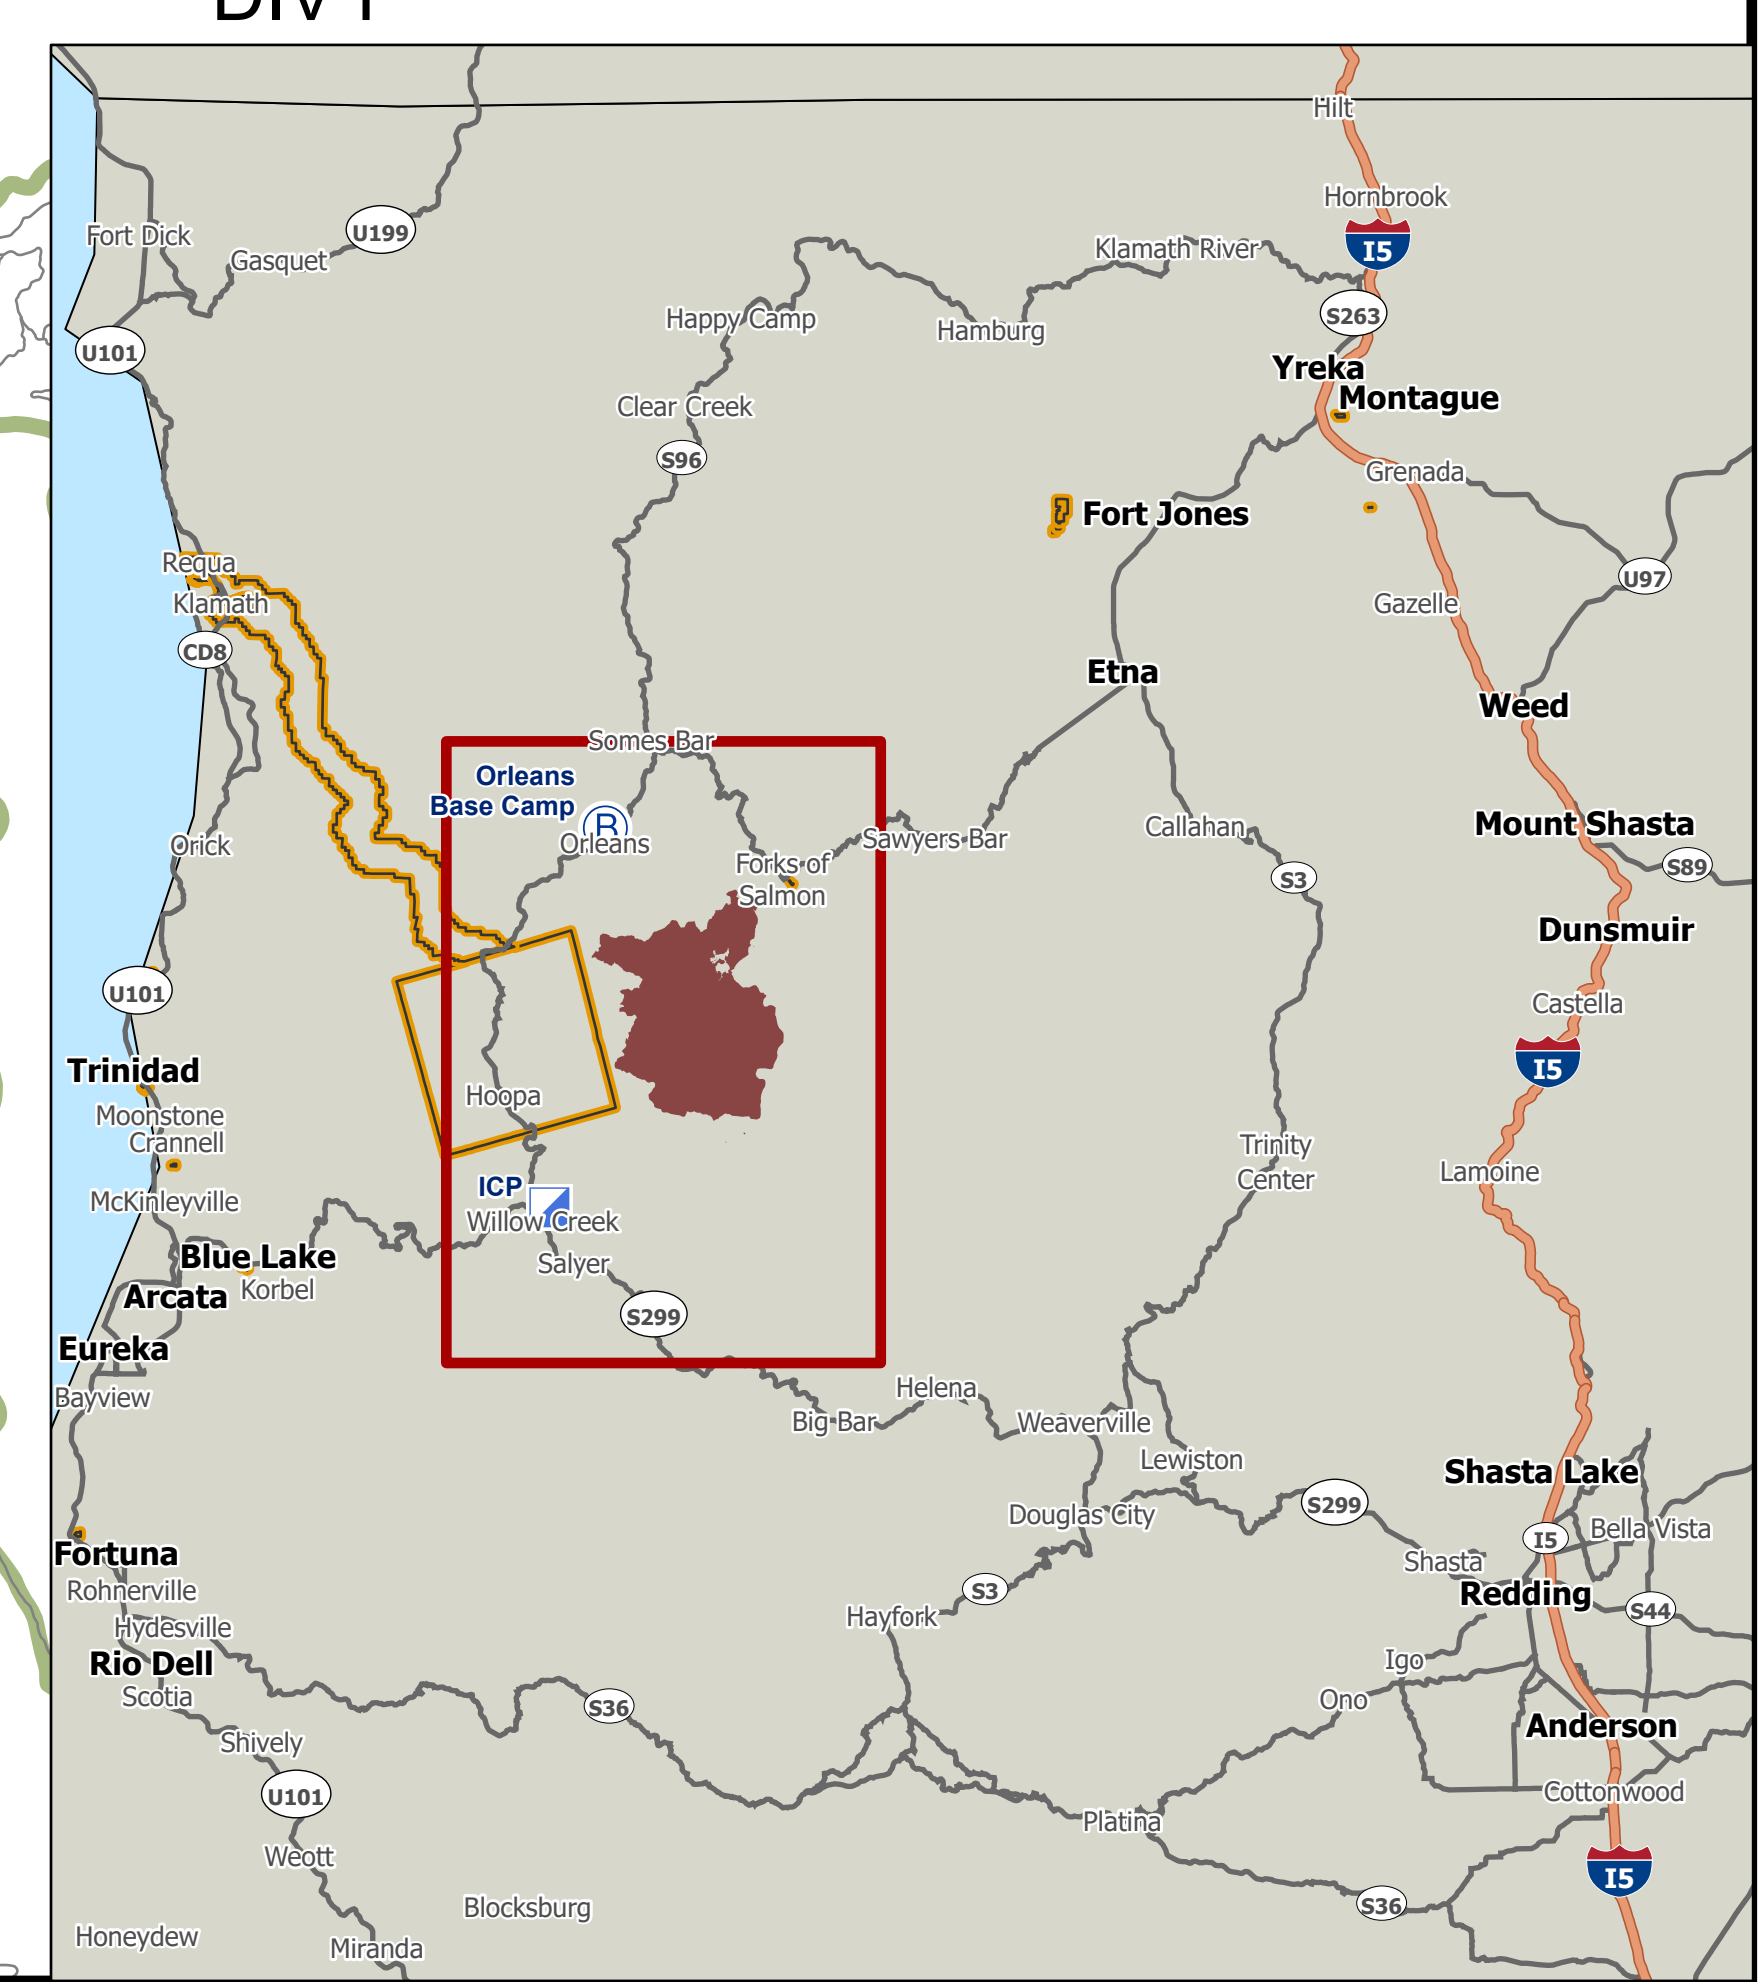 Hilt
Hornbrook
I5
Fort Dick
U199
Gasquet
Klamath River
S263
Happy Camp
Hamburg
U101
Yreka
Montague
Clear Creek
S96
Grenada
Fort Jones
Requa
U97
Klamath
Gazelle
CD8
Etna
Weed
Somes Bar
Orleans
Base Camp
R
Orleans
Mount Shasta
Callahan
Sawyers Bar
Orick
Forks of
Salmon
S89
S3
Dunsmuir
U101
Castella
Trinidad
I5
Hoopa
Moonstone
Crannell
Trinity
Center
Lamoine
ICP
McKinleyville
Willow Creek
Blue Lake
Salyer
Korbel
Arcata
S299
Eureka
Bayview
Helena
Big Bar
Weaverville
Lewiston
Shasta Lake
S299
Douglas City
Bella Vista
I5
Fortuna
Shasta
Rohnerville
S3
Redding
S44
Hayfork
Hydesville
Rio Dell
Igo
Scotia
S36
Ono
Anderson
Shively
U101
Cottonwood
Platina
Weott
I5
Blocksburg
S36
Honeydew
Miranda